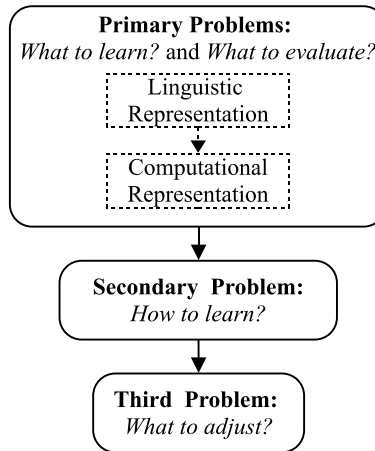 Primary Problems:
What to learn? and What to evaluate?
Linguistic
Representation
Computational
Representation
Secondary Problem:
How to learn?
Third Problem:
What to adjust?